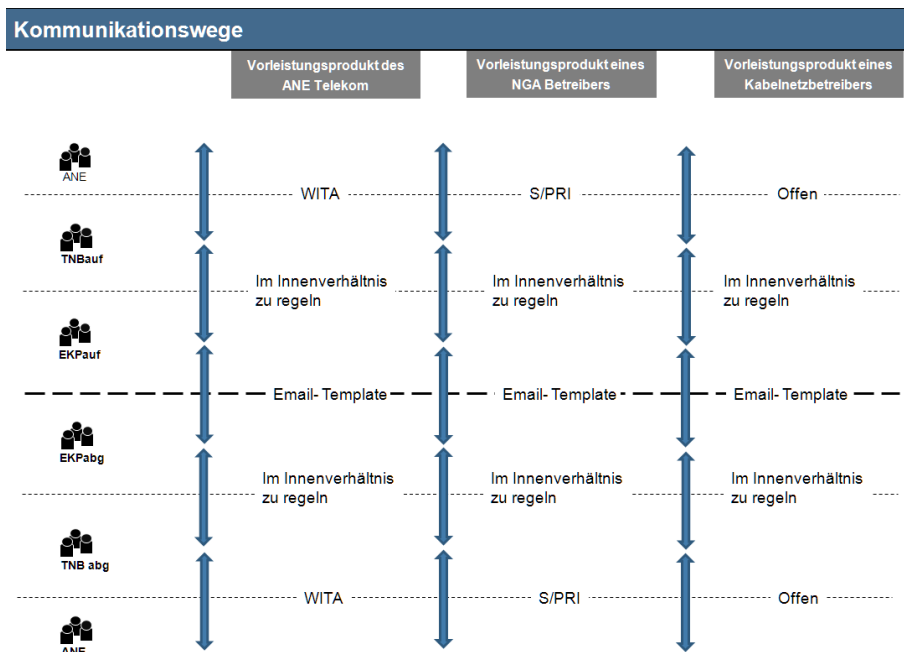 Kommunikationswege
Vorleistungsprodukt des
ANE Telekom
Vorleistungsprodukt eines
NGA Betreibers
Vorleistungsprodukt eines
Kabelnetzbetreibers
ANE
WITA
S/PRI
Offen
TNBauf
Im Innenverhältnis
zu regeln
Im Innenverhältnis
zu regeln
Im Innenverhältnis
zu regeln
EKPauf
Email- Template
Email- Template
Email- Template
EKPabg
Im Innenverhältnis
zu regeln
Im Innenverhältnis
zu regeln
Im Innenverhältnis
zu regeln
TNB abg
WITA
S/PRI
Offen
ANE